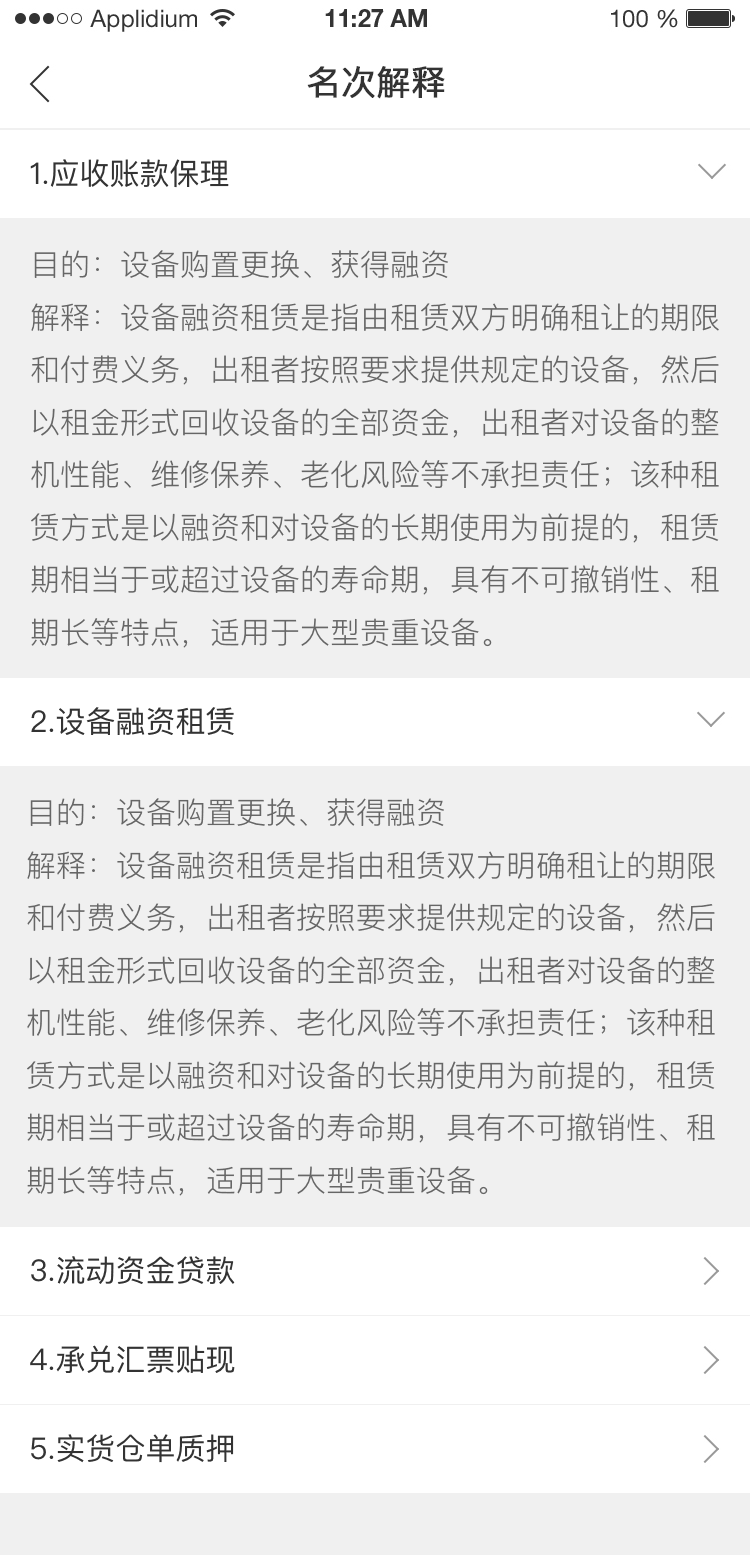 Applidium 11:27 AM 100 %
名次解释
1.应收账款保理
目的：设备购置更换、获得融资
解释：设备融资租赁是指由租赁双方明确租让的期限
和付费义务，出租者按照要求提供规定的设备，然后
以租金形式回收设备的全部资金，出租者对设备的整
机性能、维修保养、老化风险等不承担责任；该种租
赁方式是以融资和对设备的长期使用为前提的，租赁
期相当于或超过设备的寿命期，具有不可撤销性、租
期长等特点，适用于大型贵重设备。
2.设备融资租赁
目的：设备购置更换、获得融资
解释：设备融资租赁是指由租赁双方明确租让的期限
和付费义务，出租者按照要求提供规定的设备，然后
以租金形式回收设备的全部资金，出租者对设备的整
机性能、维修保养、老化风险等不承担责任；该种租
赁方式是以融资和对设备的长期使用为前提的，租赁
期相当于或超过设备的寿命期，具有不可撤销性、租
期长等特点，适用于大型贵重设备。
3.流动资金贷款
4.承兑汇票贴现
5.实货仓单质押